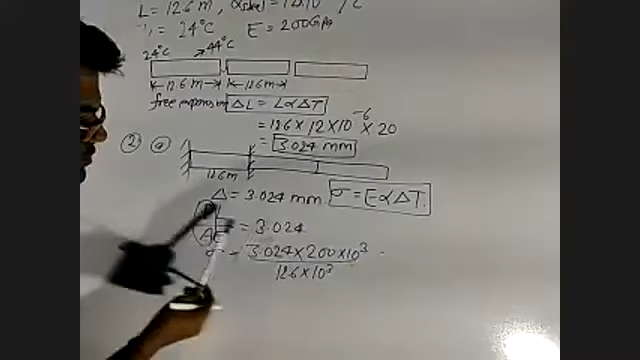 L = 12.6 m, αsteel = 12×10 /°C
= 24°C E = 200GPa
24°C → 44°C
12.6 m 12.6 m
free expansion ΔL = LαΔT
= 12.6 × 12 × 10⁻⁶ × 20
= 3.024 mm
② ⓐ
12.6m
Δ = 3.024 mm. σ = EαΔT.
= 3.024
σ = 3.024 × 200 × 10³
12.6 × 10³